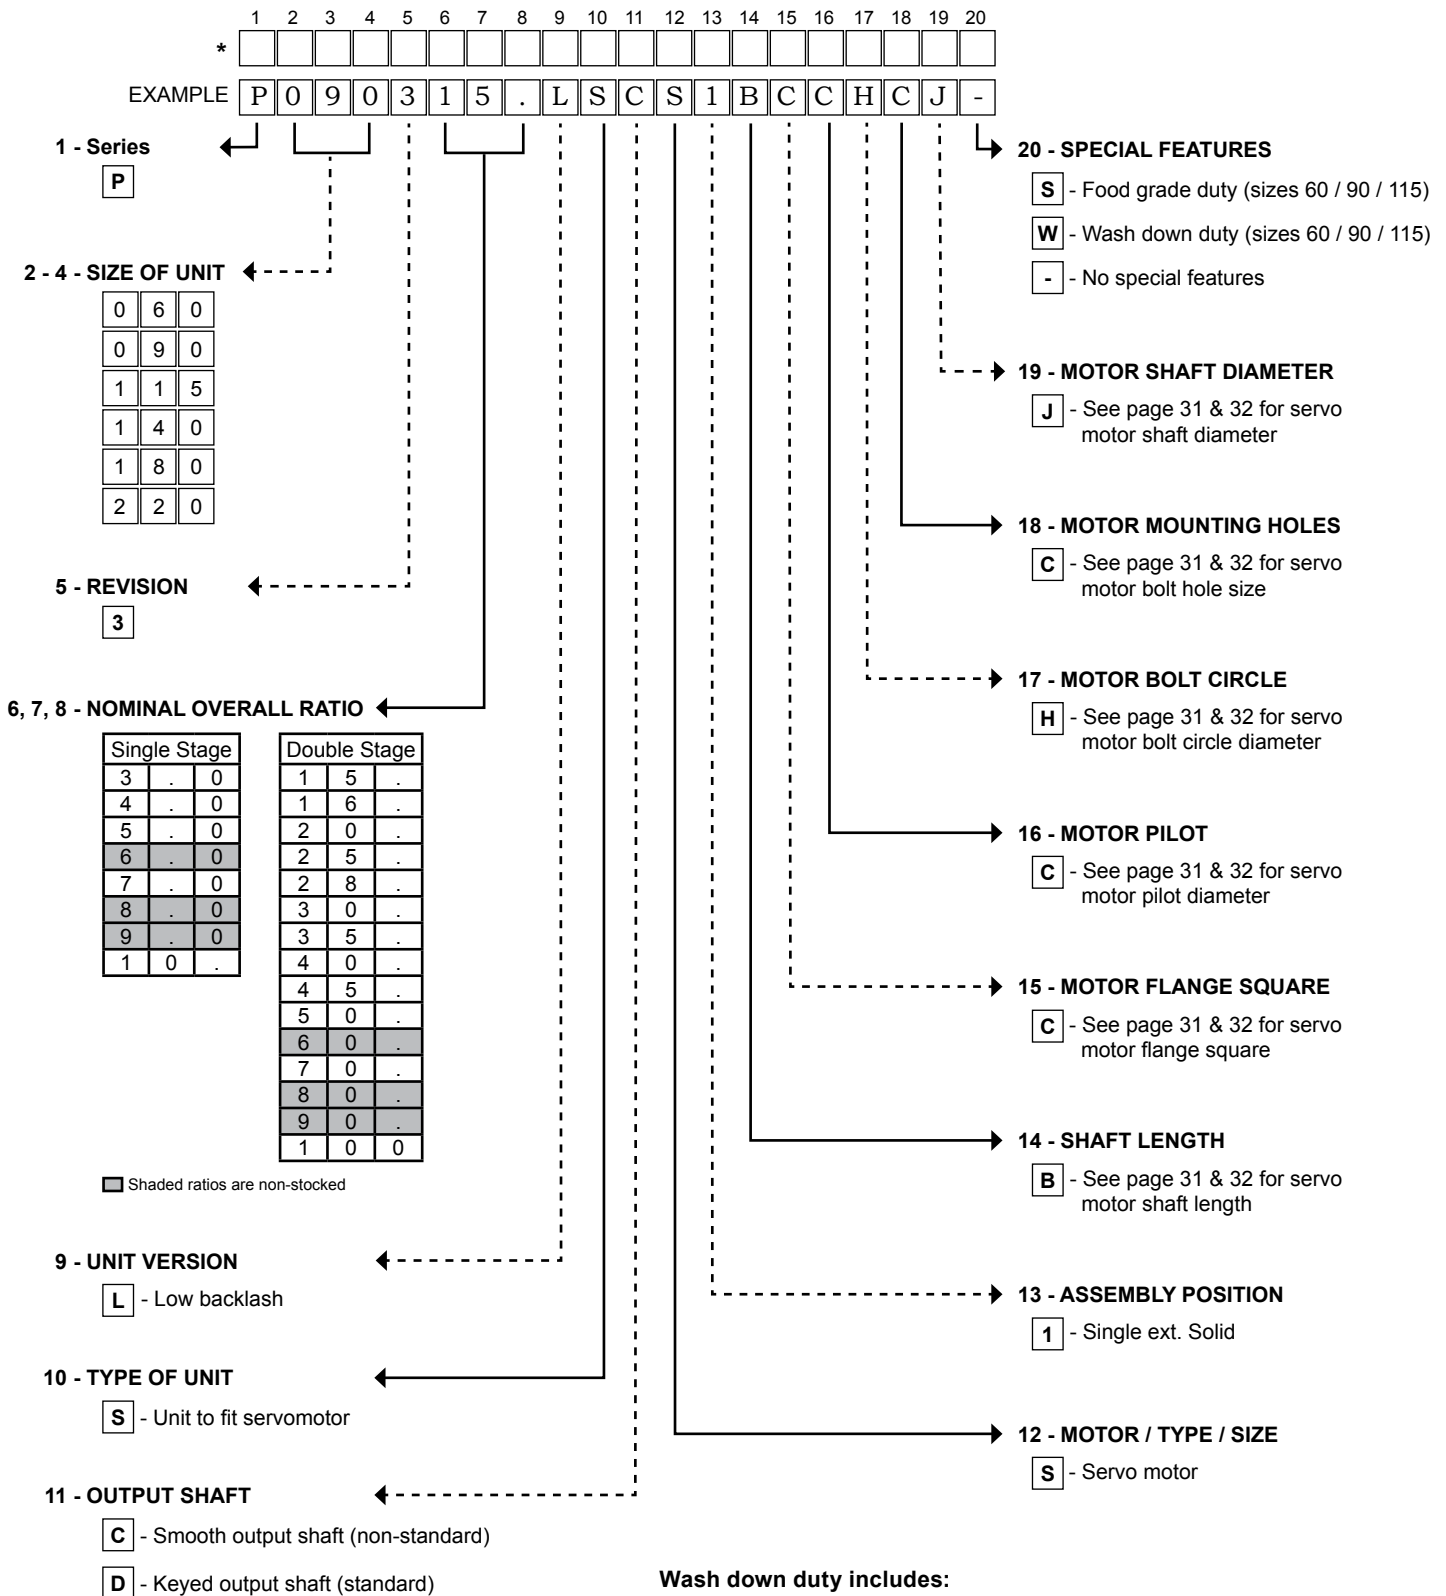 1 2 3 4 5 6 7 8 9 10 11 12 13 14 15 16 17 18 19 20
*
EXAMPLE P 0 9 0 3 1 5 . L S C S 1 B C C H C J -
1 - Series
P
2 - 4 - SIZE OF UNIT
0 6 0
0 9 0
1 1 5
1 4 0
1 8 0
2 2 0
5 - REVISION
3
6, 7, 8 - NOMINAL OVERALL RATIO
Single Stage
3 . 0
4 . 0
5 . 0
6 . 0
7 . 0
8 . 0
9 . 0
1 0 .
Double Stage
1 5 .
1 6 .
2 0 .
2 5 .
2 8 .
3 0 .
3 5 .
4 0 .
4 5 .
5 0 .
6 0 .
7 0 .
8 0 .
9 0 .
1 0 0
Shaded ratios are non-stocked
9 - UNIT VERSION
L - Low backlash
10 - TYPE OF UNIT
S - Unit to fit servomotor
11 - OUTPUT SHAFT
C - Smooth output shaft (non-standard)
D - Keyed output shaft (standard)
20 - SPECIAL FEATURES
S - Food grade duty (sizes 60 / 90 / 115)
W - Wash down duty (sizes 60 / 90 / 115)
- - No special features
19 - MOTOR SHAFT DIAMETER
J - See page 31 & 32 for servo
motor shaft diameter
18 - MOTOR MOUNTING HOLES
C - See page 31 & 32 for servo
motor bolt hole size
17 - MOTOR BOLT CIRCLE
H - See page 31 & 32 for servo
motor bolt circle diameter
16 - MOTOR PILOT
C - See page 31 & 32 for servo
motor pilot diameter
15 - MOTOR FLANGE SQUARE
C - See page 31 & 32 for servo
motor flange square
14 - SHAFT LENGTH
B - See page 31 & 32 for servo
motor shaft length
13 - ASSEMBLY POSITION
1 - Single ext. Solid
12 - MOTOR / TYPE / SIZE
S - Servo motor
Wash down duty includes: